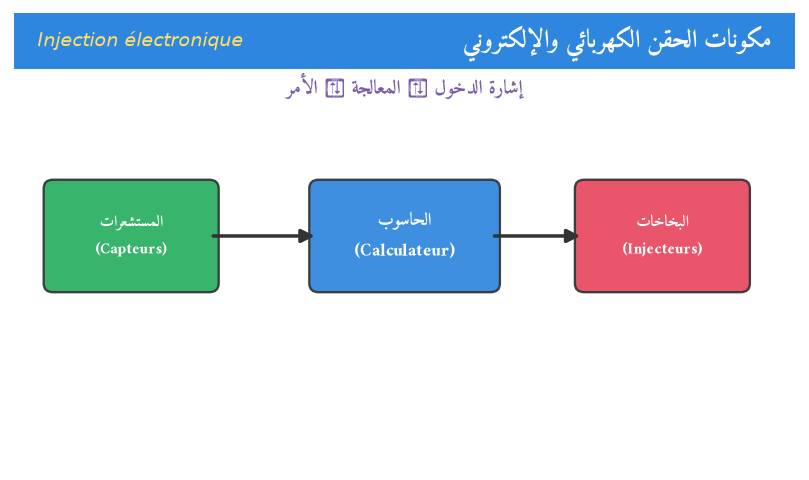 مكونات الحقن الكهربائي والإلكتروني
Injection électronique
إشارة الدخول ⍰ المعالجة ⍰ الأمر
المستشعرات
(Capteurs)
الحاسوب
(Calculateur)
البخاخات
(Injecteurs)